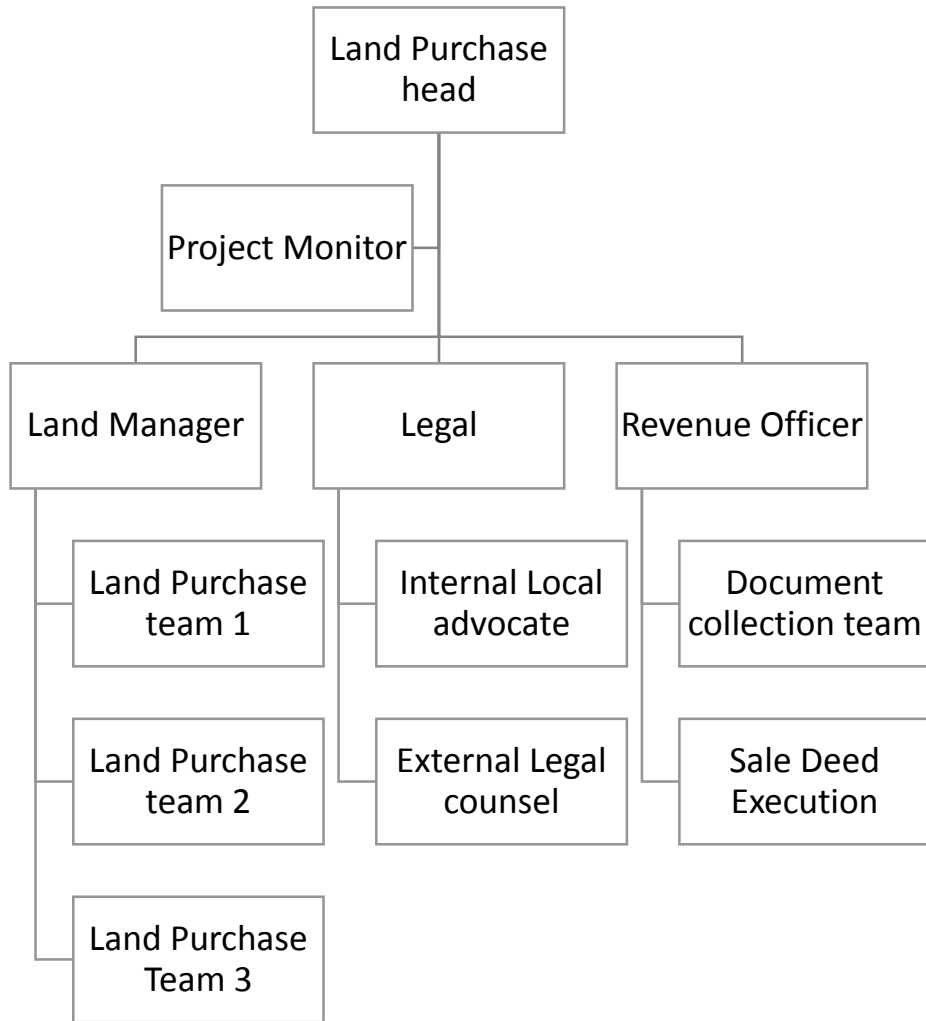 Land Purchase
head
Project Monitor
Land Manager
Legal
Revenue Officer
Land Purchase
team 1
Internal Local
advocate
Document
collection team
Land Purchase
team 2
External Legal
counsel
Sale Deed
Execution
Land Purchase
Team 3